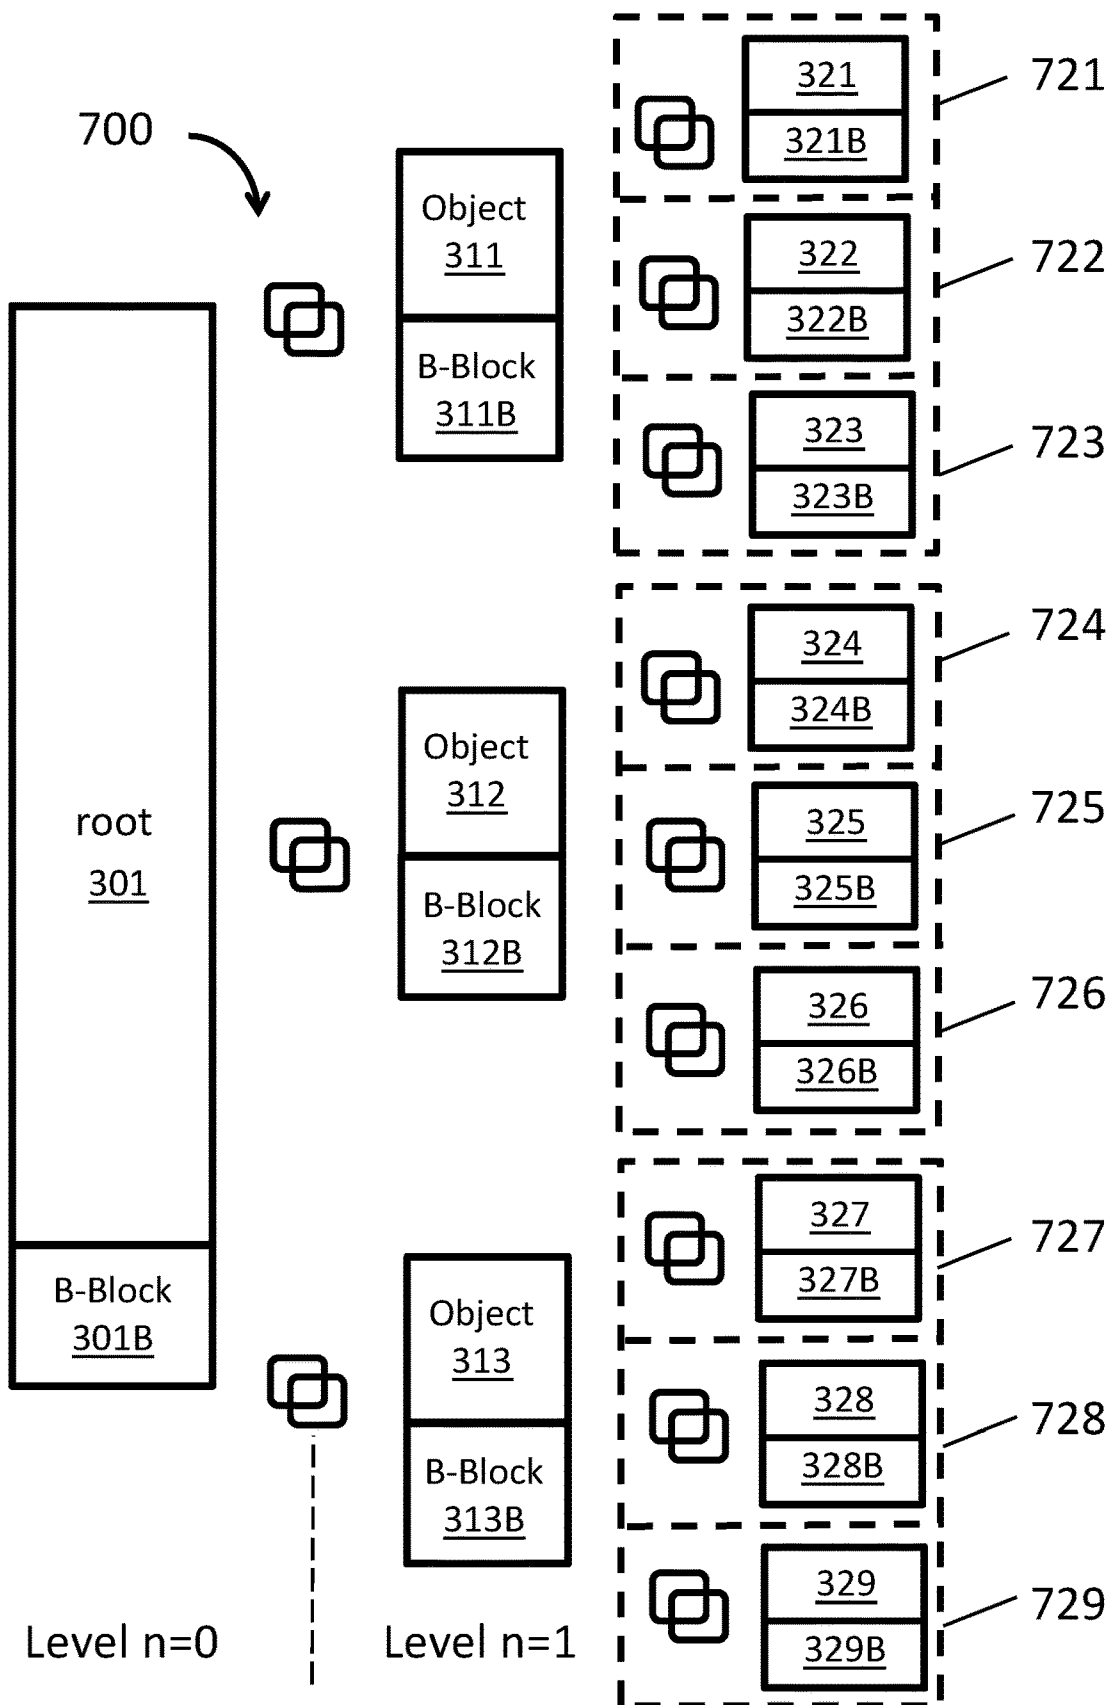 700
root
301
B-Block
301B
Level n=0
Object
311
B-Block
311B
Object
312
B-Block
312B
Object
313
B-Block
313B
Level n=1
321
321B
721
322
322B
722
323
323B
723
324
324B
724
325
325B
725
326
326B
726
327
327B
727
328
328B
728
329
329B
729